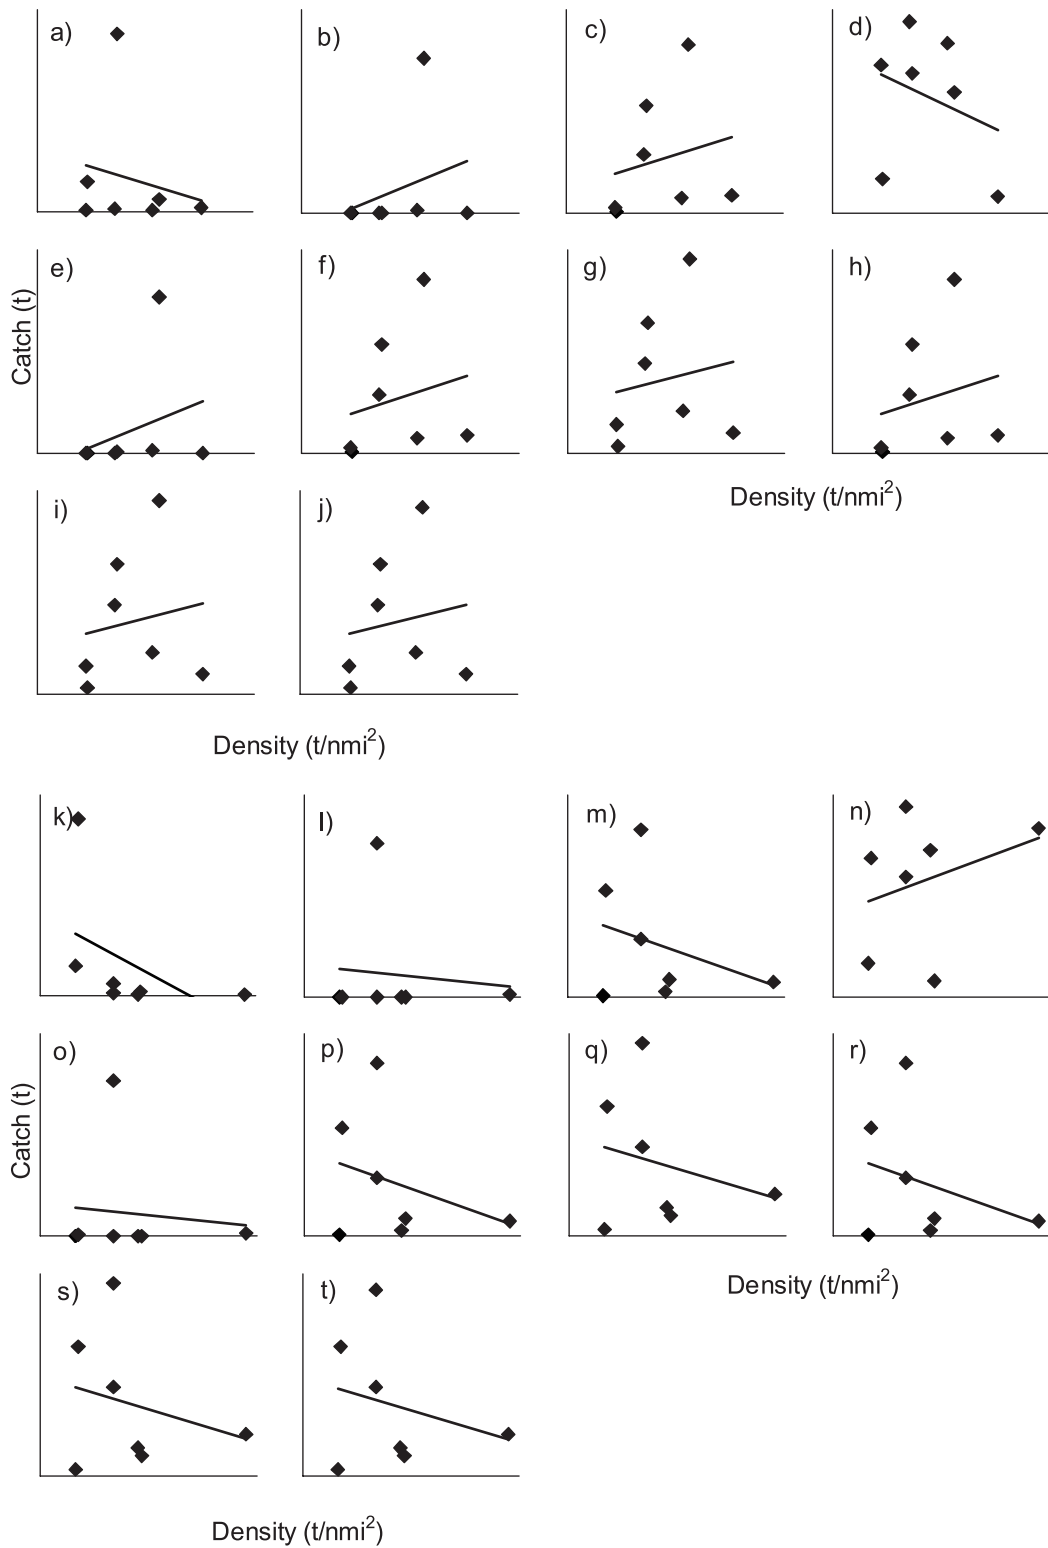 a)
b)
c)
d)
e)
f)
g)
h)
Catch (t)
Density (t/nmi²)
i)
j)
Density (t/nmi²)
k)
l)
m)
n)
o)
p)
q)
r)
Catch (t)
Density (t/nmi²)
s)
t)
Density (t/nmi²)